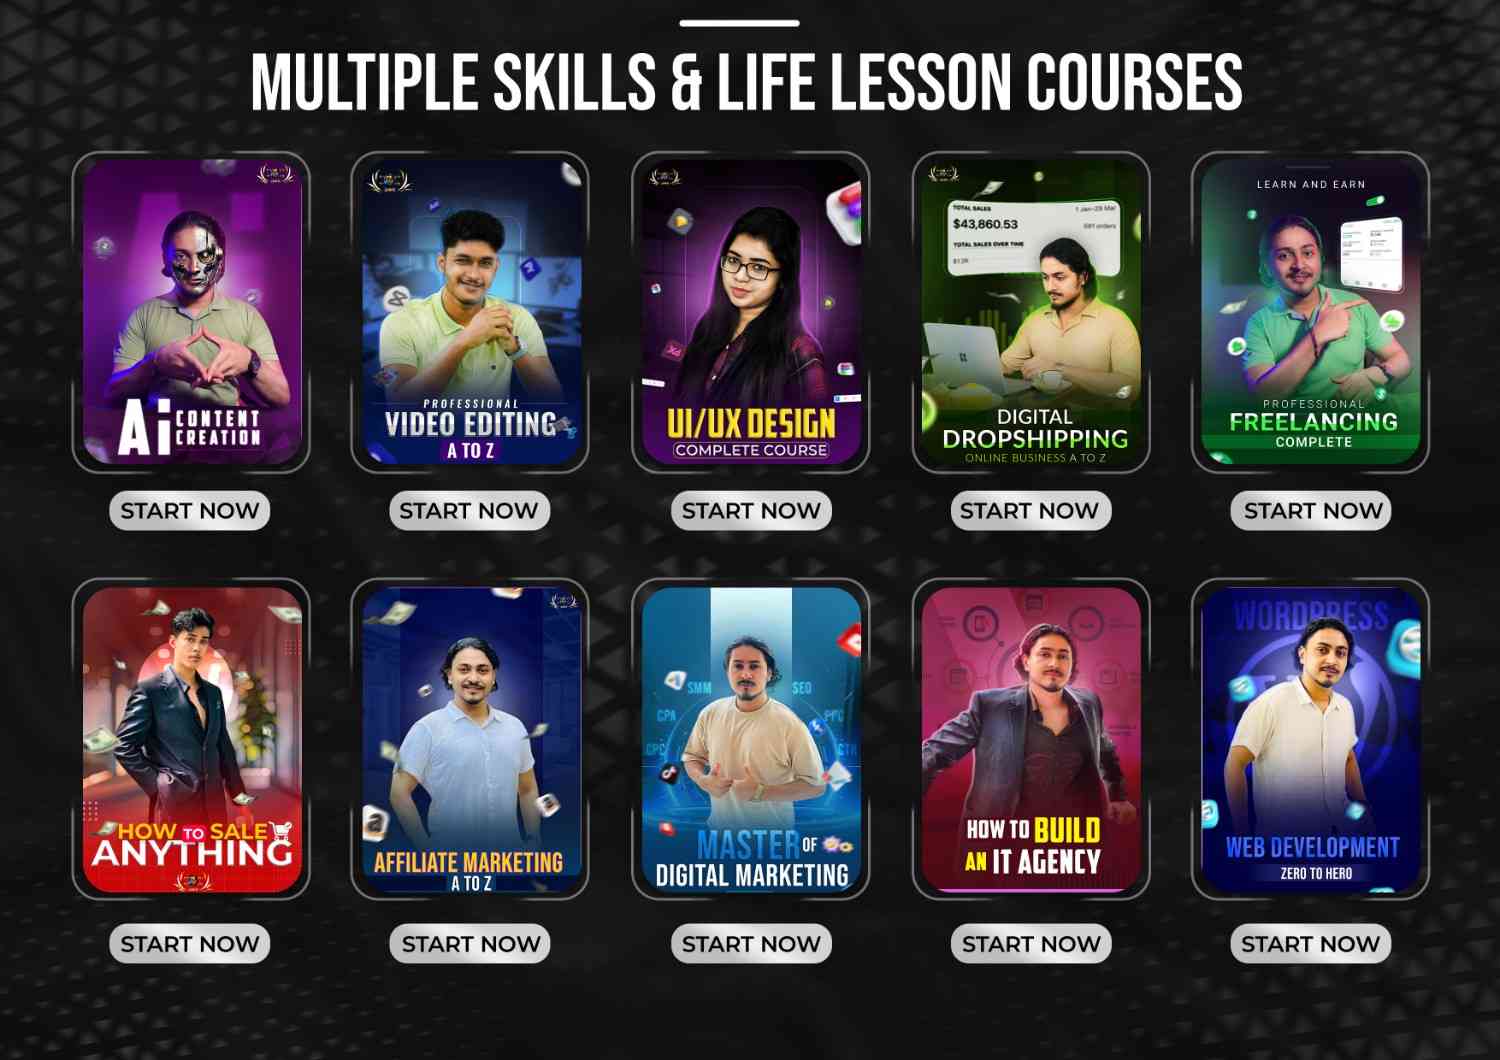 MULTIPLE SKILLS & LIFE LESSON COURSES
Ai CONTENT
CREATION
START NOW
PROFESSIONAL
VIDEO EDITING
A TO Z
START NOW
UI/UX DESIGN
COMPLETE COURSE
START NOW
TOTAL SALES 1 Jan-29 Mar
$43,860.53
TOTAL SALES OVER TIME
DIGITAL
DROPSHIPPING
ONLINE BUSINESS A TO Z
START NOW
LEARN AND EARN
PROFESSIONAL
FREELANCING
COMPLETE
START NOW
HOW TO SALE
ANYTHING
START NOW
AFFILIATE MARKETING
A TO Z
START NOW
SMM SEO
CPA PPC
CPC CTR
MASTER OF
DIGITAL MARKETING
START NOW
HOW TO BUILD
AN IT AGENCY
START NOW
WORDPRESS
WEB DEVELOPMENT
ZERO TO HERO
START NOW